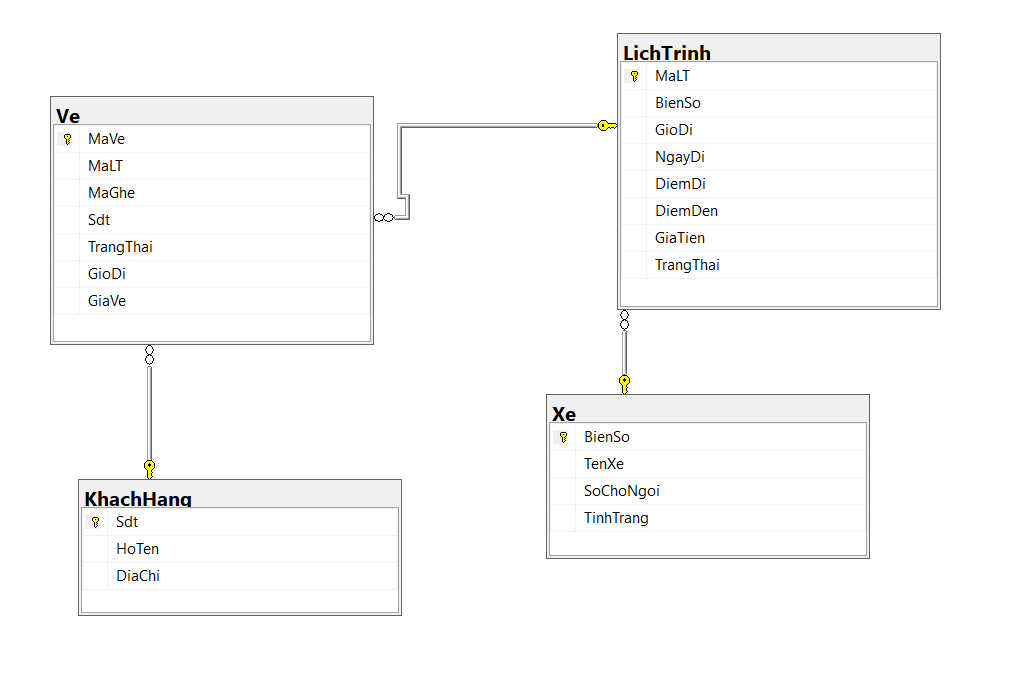 Ve
MaVe
MaLT
MaGhe
Sdt
TrangThai
GioDi
GiaVe
LichTrinh
MaLT
BienSo
GioDi
NgayDi
DiemDi
DiemDen
GiaTien
TrangThai
KhachHang
Sdt
HoTen
DiaChi
Xe
BienSo
TenXe
SoChoNgoi
TinhTrang